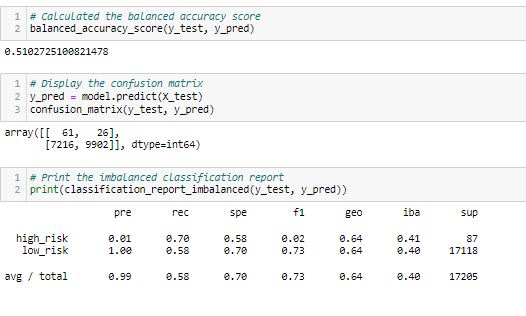 1 # Calculated the balanced accuracy score
2 balanced_accuracy_score(y_test, y_pred)
0.5102725100821478
1 # Display the confusion matrix
2 y_pred = model.predict(X_test)
3 confusion_matrix(y_test, y_pred)
array([[  61,   26],
[7216, 9902]], dtype=int64)
1 # Print the imbalanced classification report
2 print(classification_report_imbalanced(y_test, y_pred))
pre rec spe f1 geo iba sup
high_risk 0.01 0.70 0.58 0.02 0.64 0.41 87
low_risk 1.00 0.58 0.70 0.73 0.64 0.40 17118
avg / total 0.99 0.58 0.70 0.73 0.64 0.40 17205